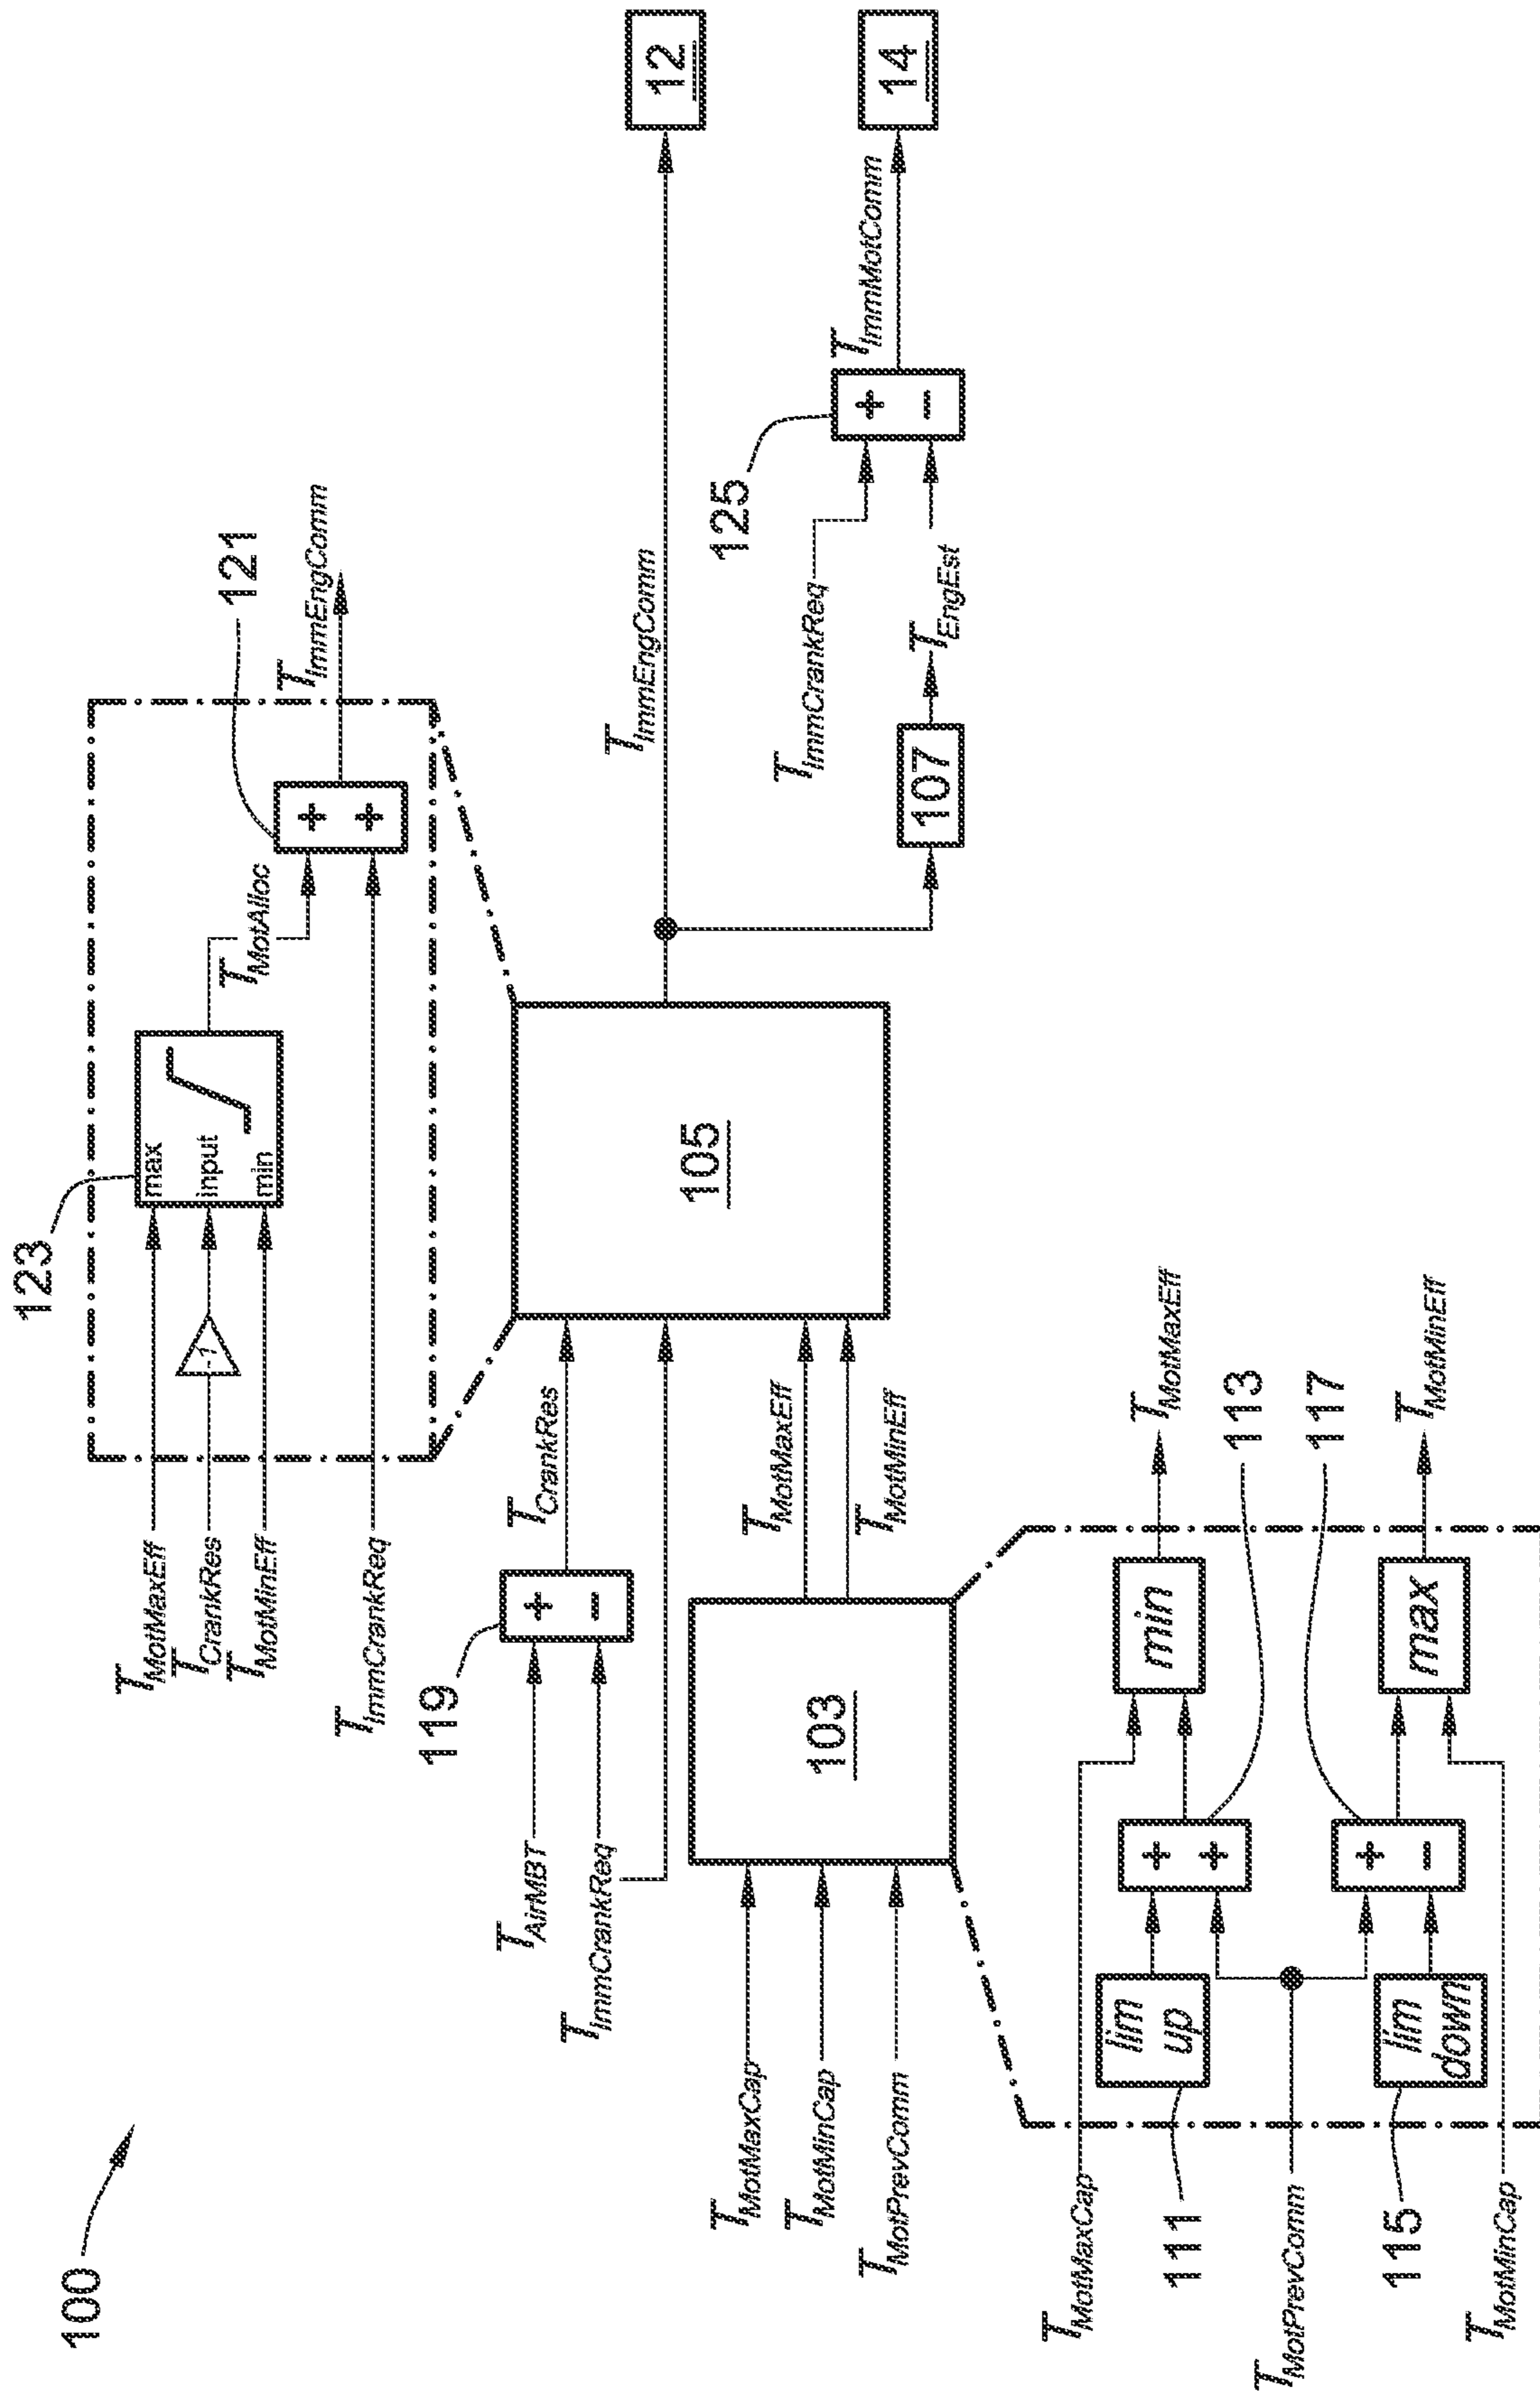 100
123
T_MotMaxEff
T_CrankRes
T_MotMinEff
-1
max
input
min
T_MotAlloc
T_ImmCrankReq
+
+
121
T_ImmEngComm
119
T_AirMBT
T_ImmCrankReq
+
−
T_CrankRes
105
T_ImmEngComm
12
T_MotMaxCap
T_MotMinCap
T_MotPrevComm
103
T_MotMaxEff
T_MotMinEff
107
T_EngEst
T_ImmCrankReq
125
+
−
T_ImmMotComm
14
T_MotMaxCap
111
lim
up
+
+
min
T_MotMaxEff
113
T_MotPrevComm
117
115
lim
down
+
−
max
T_MotMinEff
T_MotMinCap